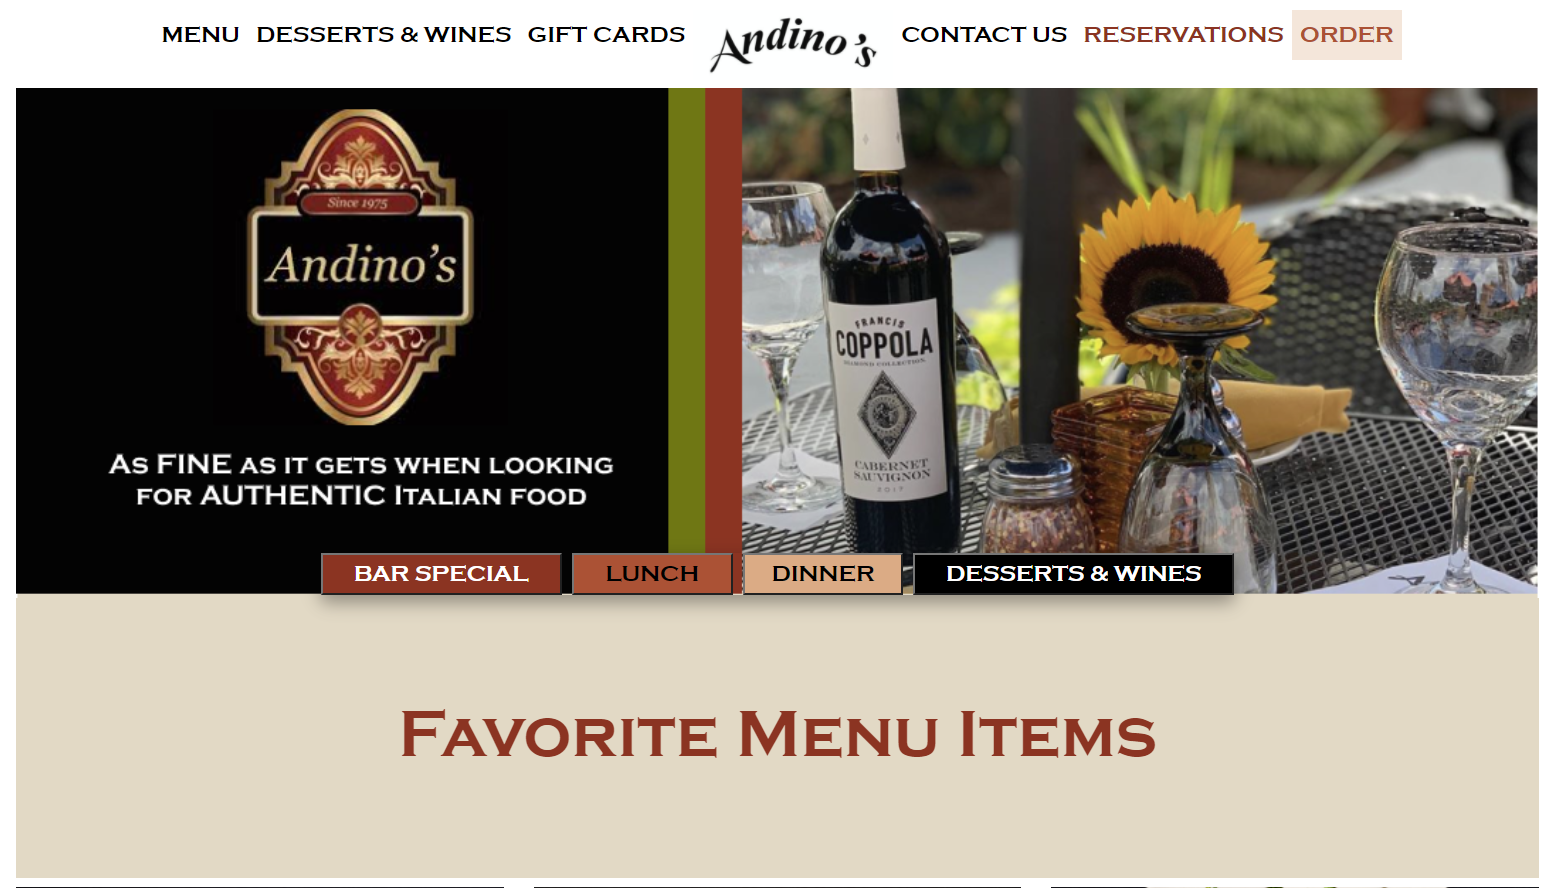 MENU DESSERTS & WINES GIFT CARDS Andino's CONTACT US RESERVATIONS ORDER
Since 1975
Andino's
AS FINE AS IT GETS WHEN LOOKING
FOR AUTHENTIC ITALIAN FOOD
FRANCIS
COPPOLA
DIAMOND COLLECTION
CABERNET
SAUVIGNON
2017
BAR SPECIAL LUNCH DINNER DESSERTS & WINES
FAVORITE MENU ITEMS